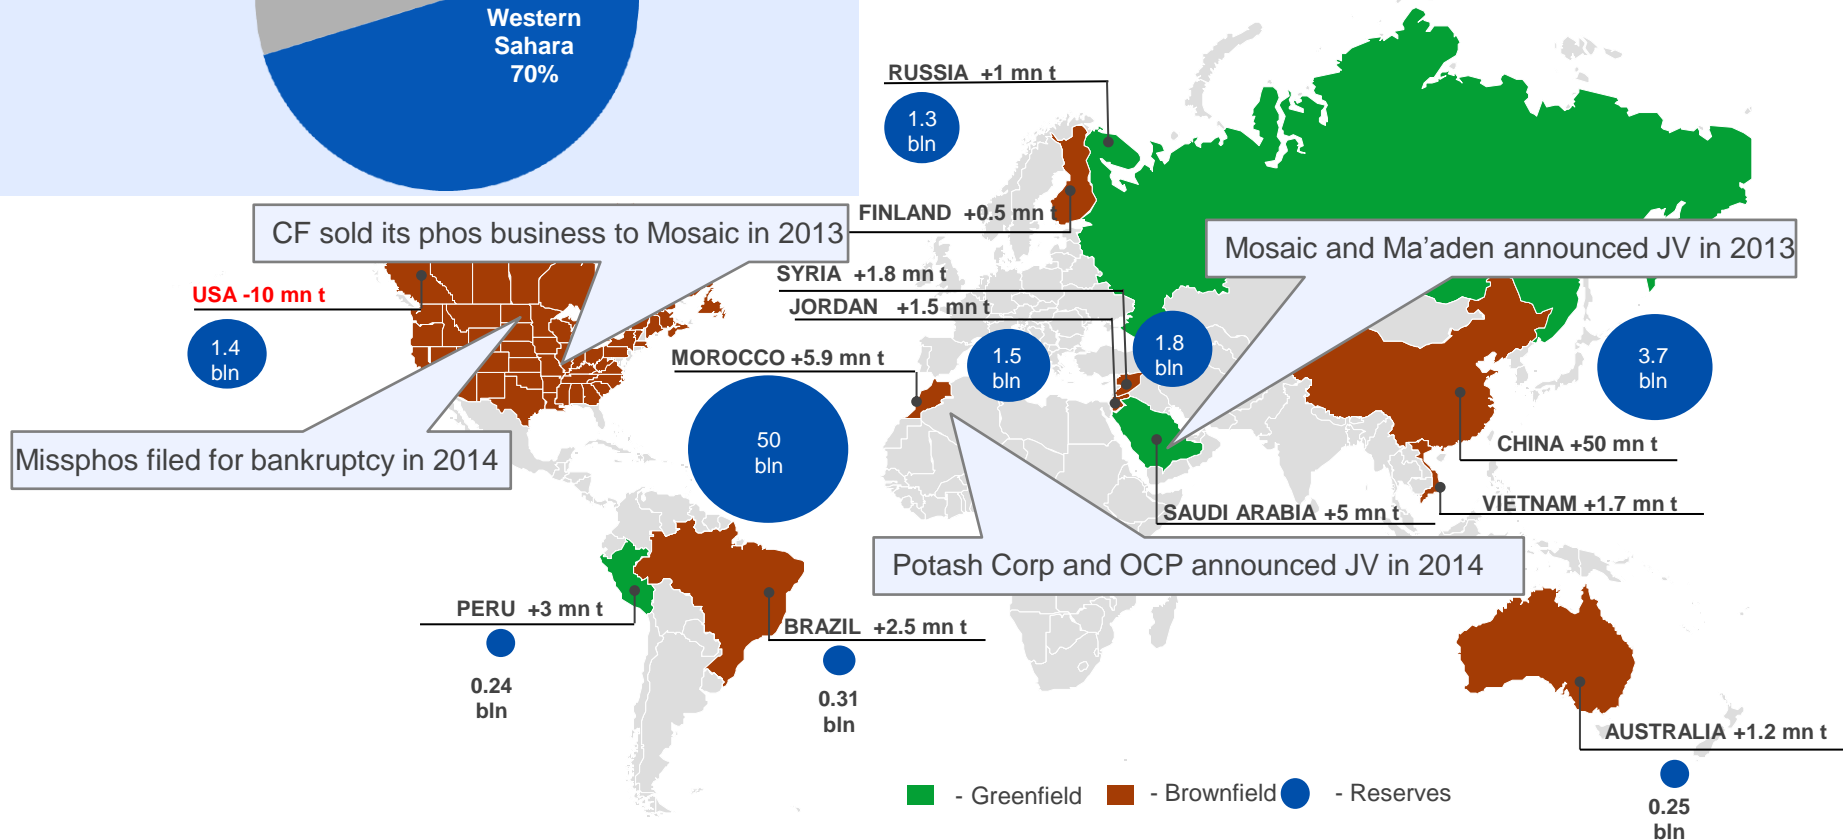 Western
Sahara
70%
RUSSIA +1 mn t
1.3
bln
FINLAND +0.5 mn t
CF sold its phos business to Mosaic in 2013
Mosaic and Ma'aden announced JV in 2013
SYRIA +1.8 mn t
USA -10 mn t
JORDAN +1.5 mn t
1.4
bln
MOROCCO +5.9 mn t
1.5
bln
1.8
bln
3.7
bln
50
bln
CHINA +50 mn t
Missphos filed for bankruptcy in 2014
VIETNAM +1.7 mn t
SAUDI ARABIA +5 mn t
Potash Corp and OCP announced JV in 2014
PERU +3 mn t
BRAZIL +2.5 mn t
0.24
bln
0.31
bln
AUSTRALIA +1.2 mn t
- Greenfield
- Brownfield
- Reserves
0.25
bln